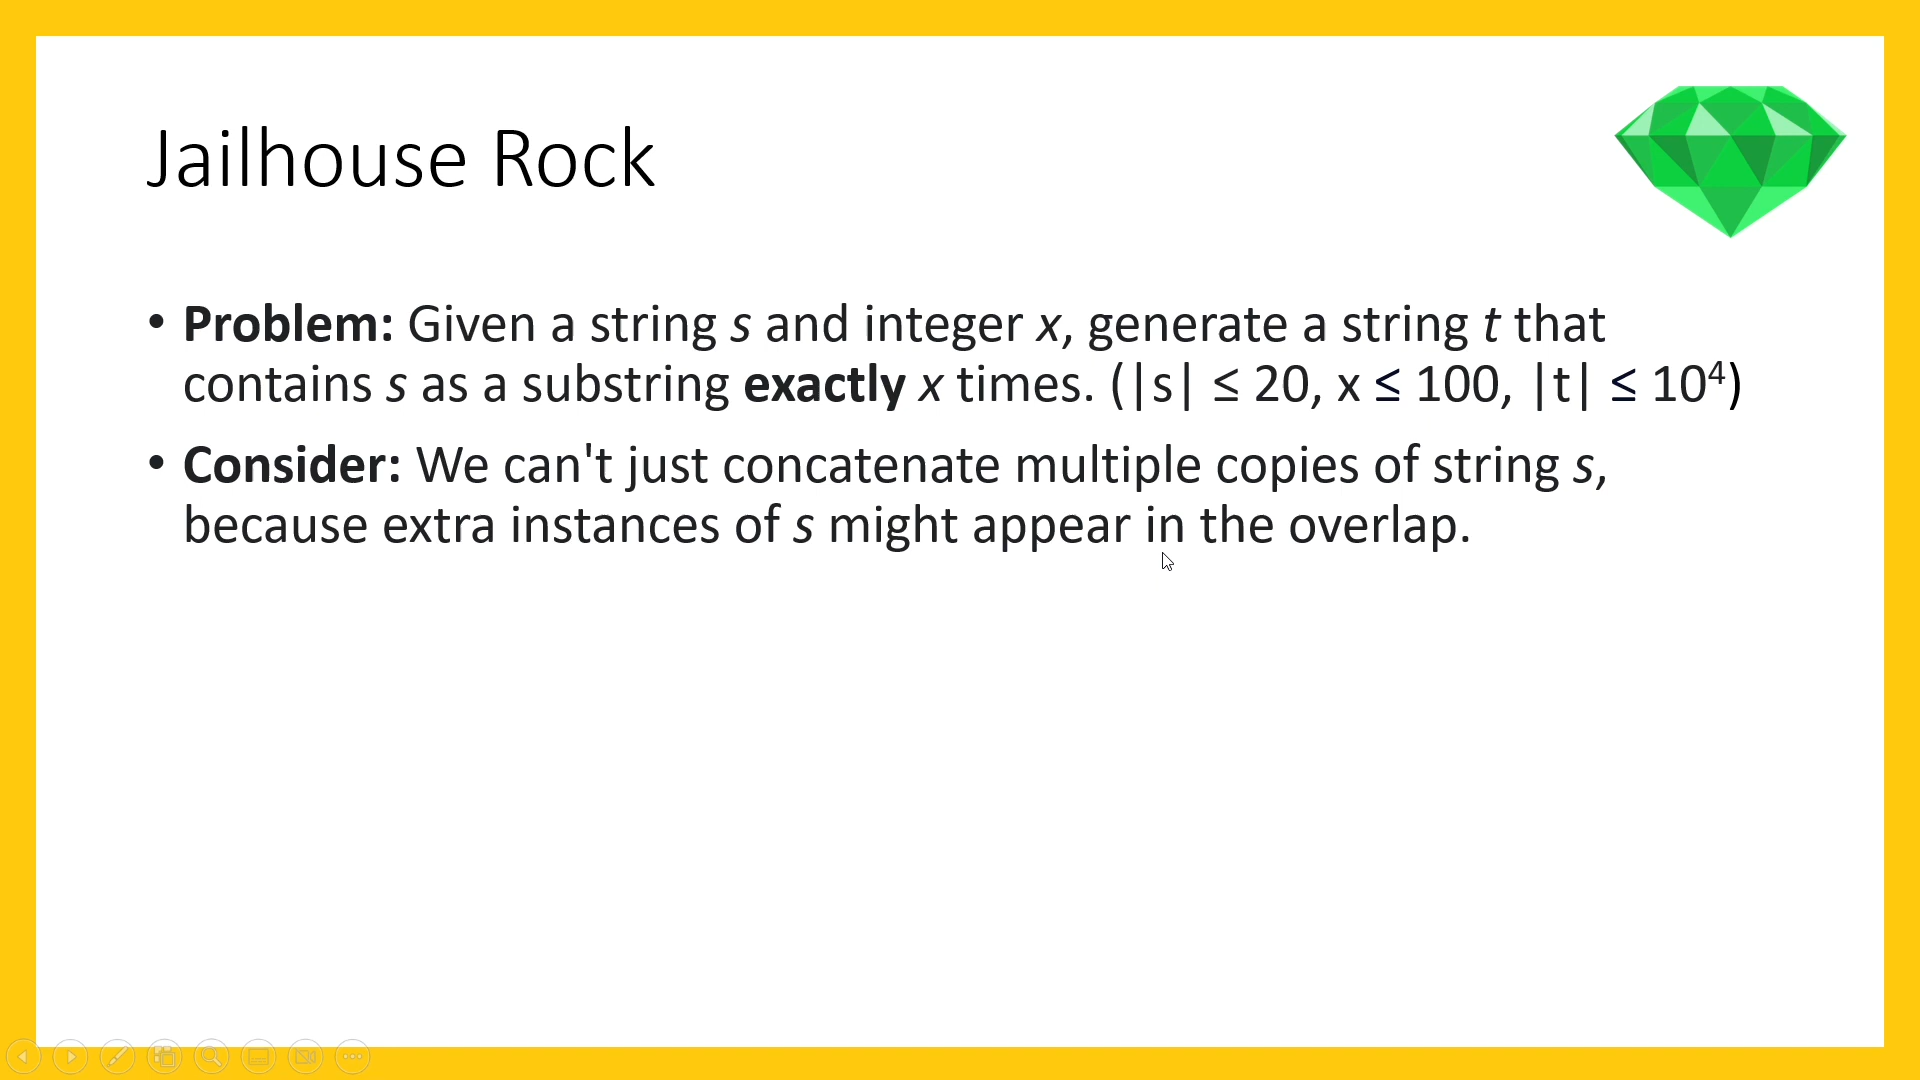 Jailhouse Rock
• Problem: Given a string s and integer x, generate a string t that
contains s as a substring exactly x times. (|s| ≤ 20, x ≤ 100, |t| ≤ 10⁴)
• Consider: We can't just concatenate multiple copies of string s,
because extra instances of s might appear in the overlap.